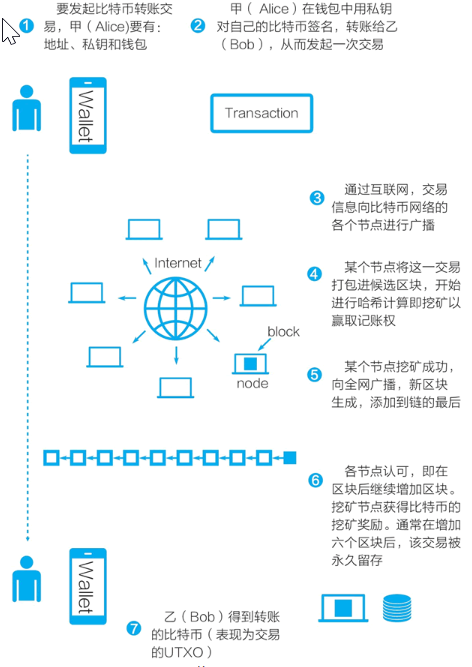 1 要发起比特币转账交
易，甲（Alice)要有：
地址、私钥和钱包
2 甲（ Alice）在钱包中用私钥
对自己的比特币签名，转账给乙
（Bob），从而发起一次交易
Wallet
Transaction
3 通过互联网，交易
信息向比特币网络的
各个节点进行广播
Internet
4 某个节点将这一交易
打包进候选区块，开始
进行哈希计算即挖矿以
赢取记账权
block
node
5 某个节点挖矿成功，
向全网广播，新区块
生成，添加到链的最后
6 各节点认可，即在
区块后继续增加区块。
挖矿节点获得比特币的
挖矿奖励。通常在增加
六个区块后，该交易被
永久留存
Wallet
7 乙（Bob）得到转账
的比特币（表现为交易
的UTXO）